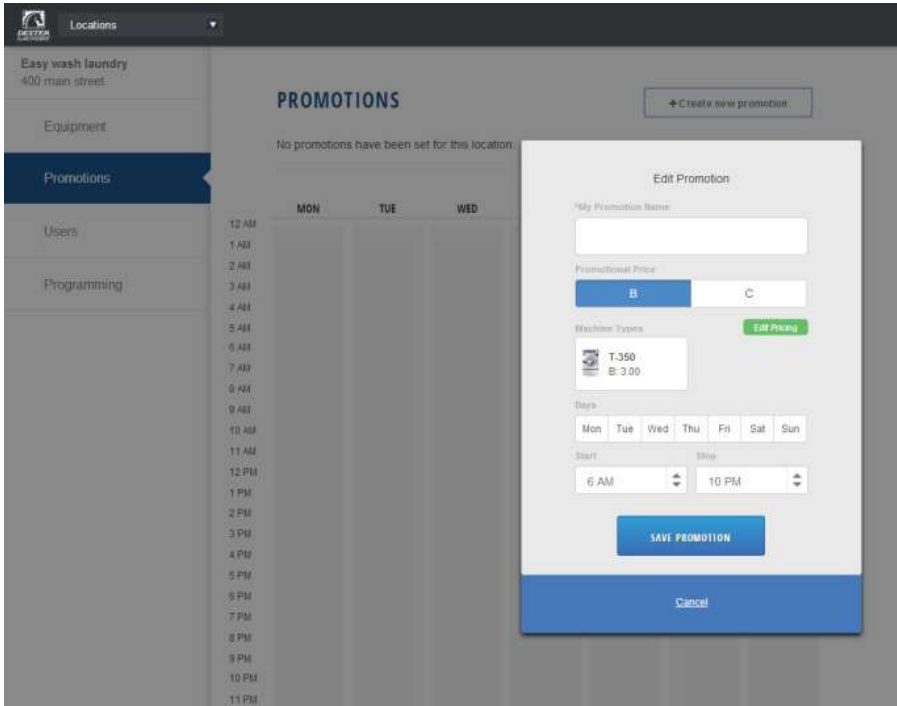 DEXTER
LAUNDRY
Locations
Easy wash laundry
400 main street
Equipment
Promotions
Users
Programming
PROMOTIONS
+Create new promotion
No promotions have been set for this location.
MON TUE WED
12 AM
1 AM
2 AM
3 AM
4 AM
5 AM
6 AM
7 AM
8 AM
9 AM
10 AM
11 AM
12 PM
1 PM
2 PM
3 PM
4 PM
5 PM
6 PM
7 PM
8 PM
9 PM
10 PM
11 PM
Edit Promotion
*My Promotion Name
Promotional Price
B C
Machine Types Edit Pricing
T-350
B: 3.00
Days
Mon Tue Wed Thu Fri Sat Sun
Start Stop
6 AM 10 PM
SAVE PROMOTION
Cancel